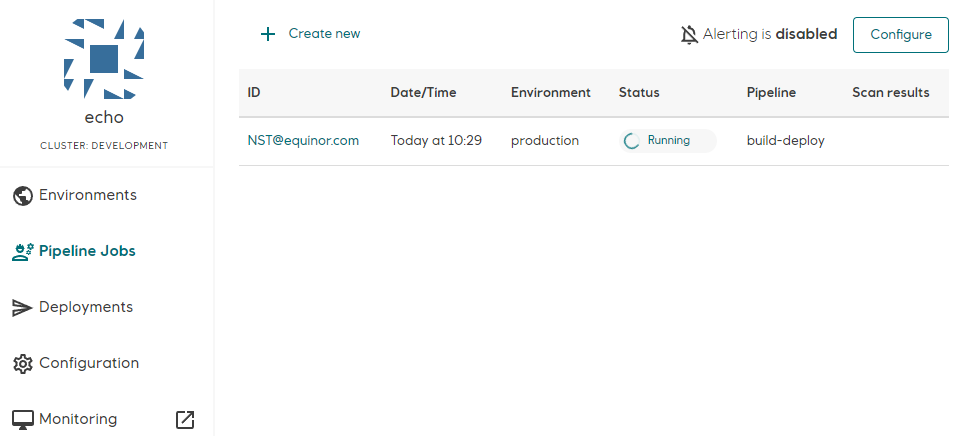 echo
CLUSTER: DEVELOPMENT
Environments
Pipeline Jobs
Deployments
Configuration
Monitoring
Create new
Alerting is disabled
Configure
ID Date/Time Environment Status Pipeline Scan results
NST@equinor.com Today at 10:29 production Running build-deploy